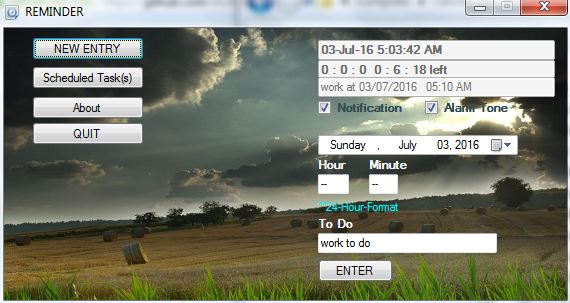 REMINDER
NEW ENTRY
Scheduled Task(s)
About
QUIT
03-Jul-16 5:03:42 AM
0 : 0 : 0 0 : 6 : 18 left
work at 03/07/2016 05:10 AM
Notification Alarm Tone
Sunday , July 03, 2016
Hour Minute
-- --
**24-Hour-Format
To Do
work to do
ENTER